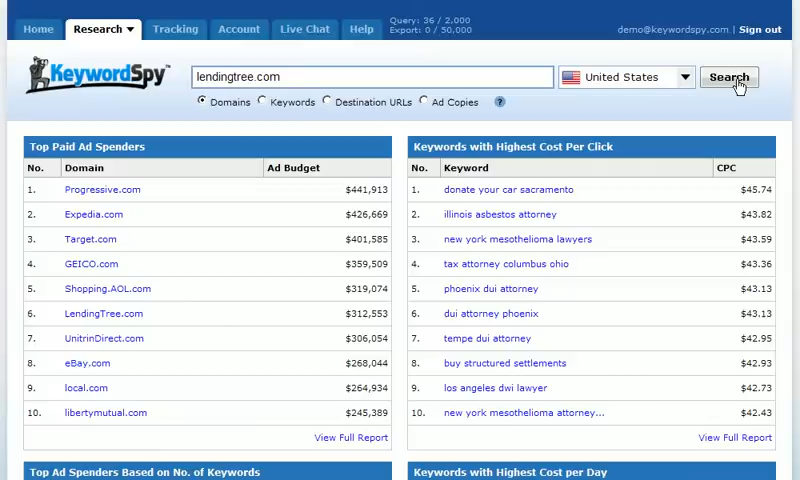 Home Research Tracking Account Live Chat Help Query: 36 / 2,000
Export: 0 / 50,000 demo@keywordspy.com | Sign out
KeywordSpy™ lendingtree.com United States Search
Domains Keywords Destination URLs Ad Copies ?
Top Paid Ad Spenders
No. Domain Ad Budget
1. Progressive.com $441,913
2. Expedia.com $426,669
3. Target.com $401,585
4. GEICO.com $359,509
5. Shopping.AOL.com $319,074
6. LendingTree.com $312,553
7. UnitrinDirect.com $306,054
8. eBay.com $268,044
9. local.com $264,934
10. libertymutual.com $245,389
View Full Report
Keywords with Highest Cost Per Click
No. Keyword CPC
1. donate your car sacramento $45.74
2. illinois asbestos attorney $43.82
3. new york mesothelioma lawyers $43.59
4. tax attorney columbus ohio $43.36
5. phoenix dui attorney $43.13
6. dui attorney phoenix $43.13
7. tempe dui attorney $42.95
8. buy structured settlements $42.93
9. los angeles dwi lawyer $42.73
10. new york mesothelioma attorney... $42.43
View Full Report
Top Ad Spenders Based on No. of Keywords
Keywords with Highest Cost per Day